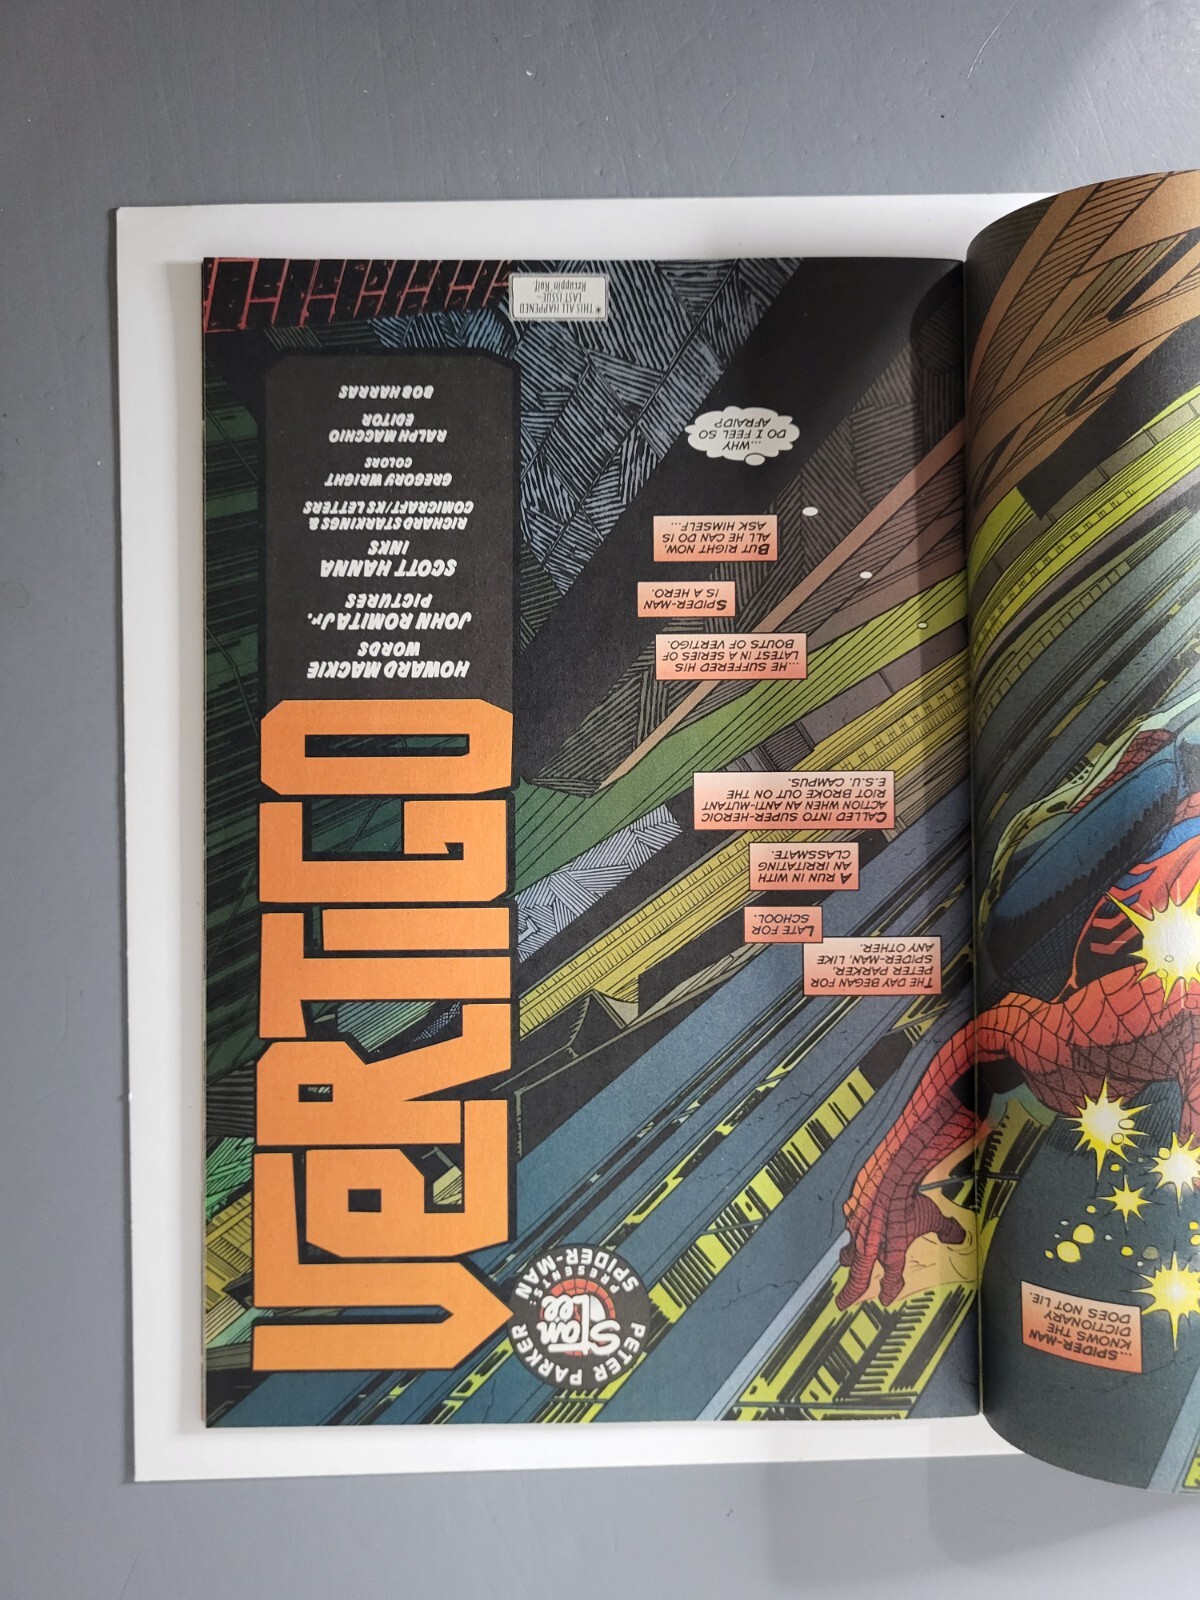 ...SPIDER-MAN
KNOWS THE
DICTIONARY
DOES NOT LIE.
THE DAY BEGAN FOR
PETER PARKER,
SPIDER-MAN, LIKE
ANY OTHER.
LATE FOR
SCHOOL.
A RUN IN WITH
AN IRRITATING
CLASSMATE.
CALLED INTO SUPER-HEROIC
ACTION WHEN AN ANTI-MUTANT
RIOT BROKE OUT ON THE
E.S.U. CAMPUS.
...HE SUFFERED HIS
LATEST IN A SERIES OF
BOUTS OF VERTIGO.
SPIDER-MAN
IS A HERO.
BUT RIGHT NOW,
ALL HE CAN DO IS
ASK HIMSELF...
...WHY
DO I FEEL SO
AFRAID?
Stan
Lee
PRESENTS:
PETER PARKER
SPIDER-MAN
VERTIGO
HOWARD MACKIE
WORDS
JOHN ROMITA Jr.
PICTURES
SCOTT HANNA
INKS
RICHARD STARKINGS &
COMICRAFT/KS LETTERS
GREGORY WRIGHT
COLORS
RALPH MACCHIO
EDITOR
BOB HARRAS
* THIS ALL HAPPENED
LAST ISSUE--
Recappin' Ralf.